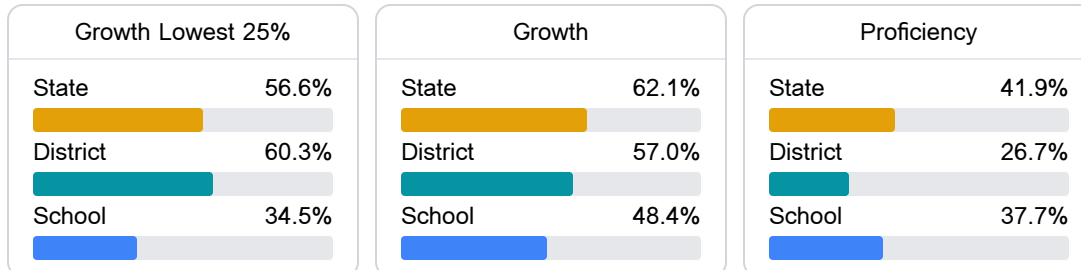 Growth Lowest 25%
State 56.6%
District 60.3%
School 34.5%
Growth
State 62.1%
District 57.0%
School 48.4%
Proficiency
State 41.9%
District 26.7%
School 37.7%